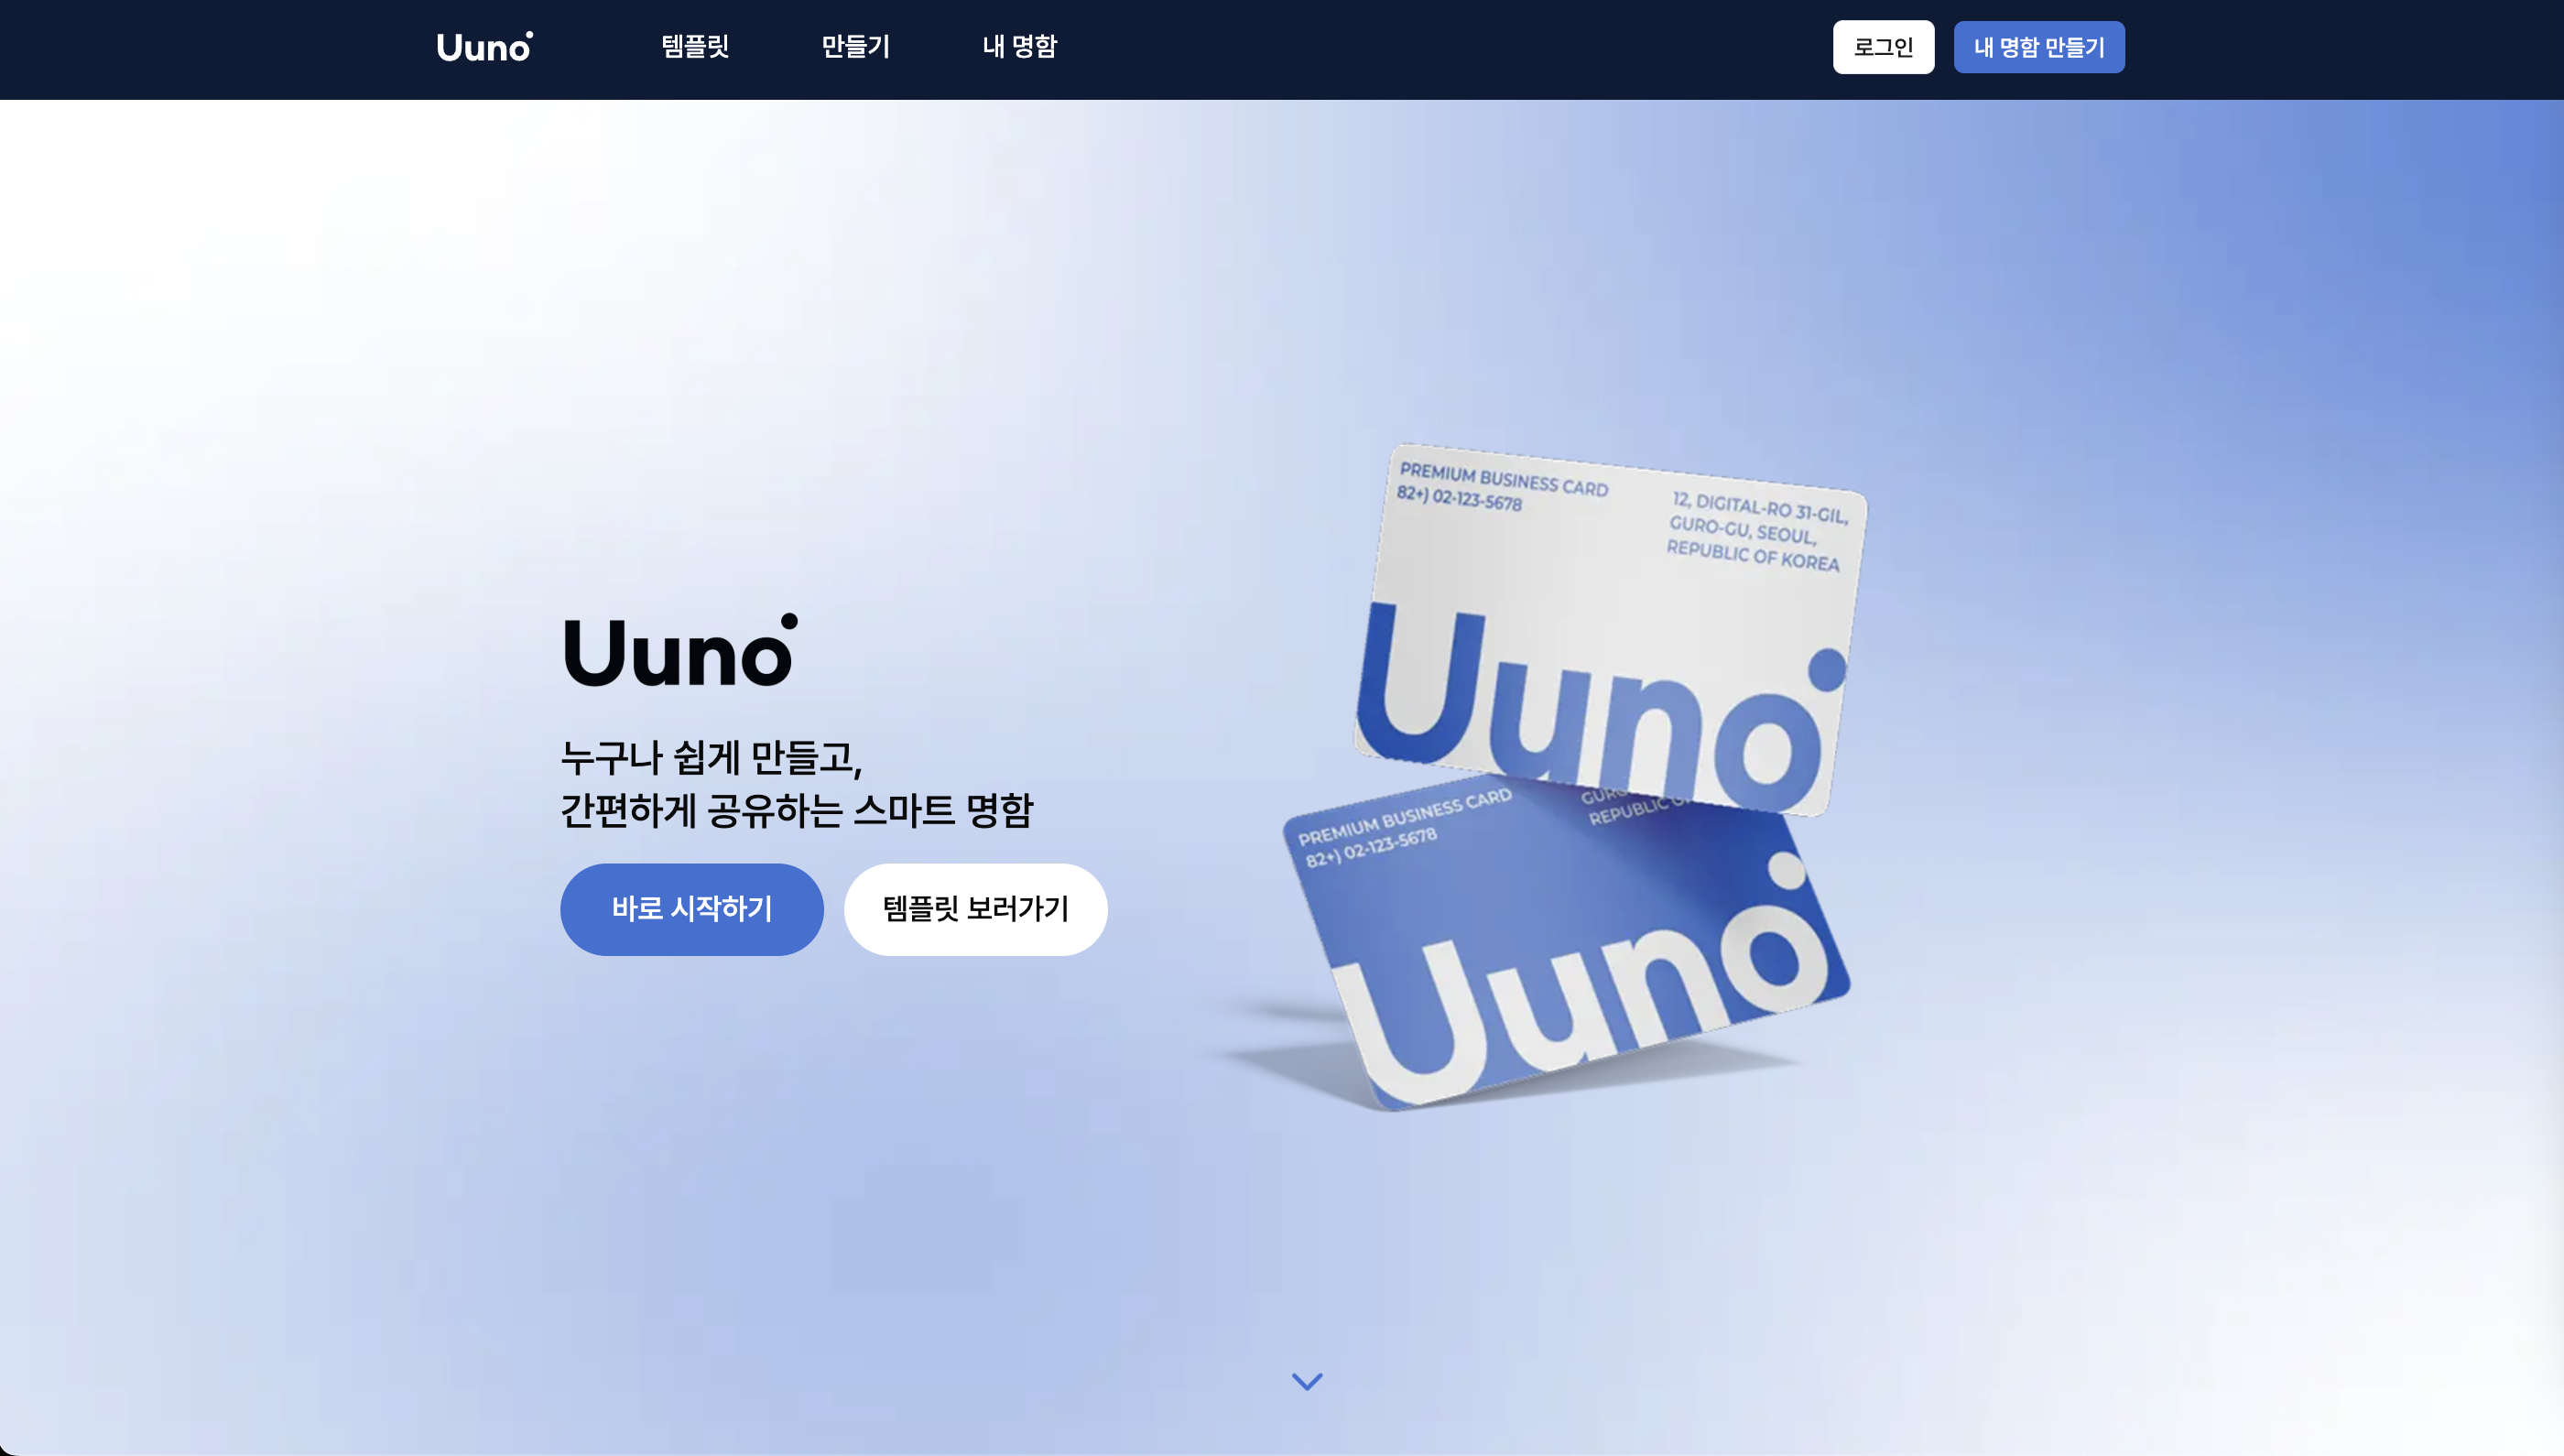 Uuno
템플릿
만들기
내 명함
로그인
내 명함 만들기
Uuno
누구나 쉽게 만들고,
간편하게 공유하는 스마트 명함
바로 시작하기
템플릿 보러가기
PREMIUM BUSINESS CARD
82+) 02-123-5678
12, DIGITAL-RO 31-GIL,
GURO-GU, SEOUL,
REPUBLIC OF KOREA
Uuno
PREMIUM BUSINESS CARD
82+) 02-123-5678
REPUBLIC
Uuno